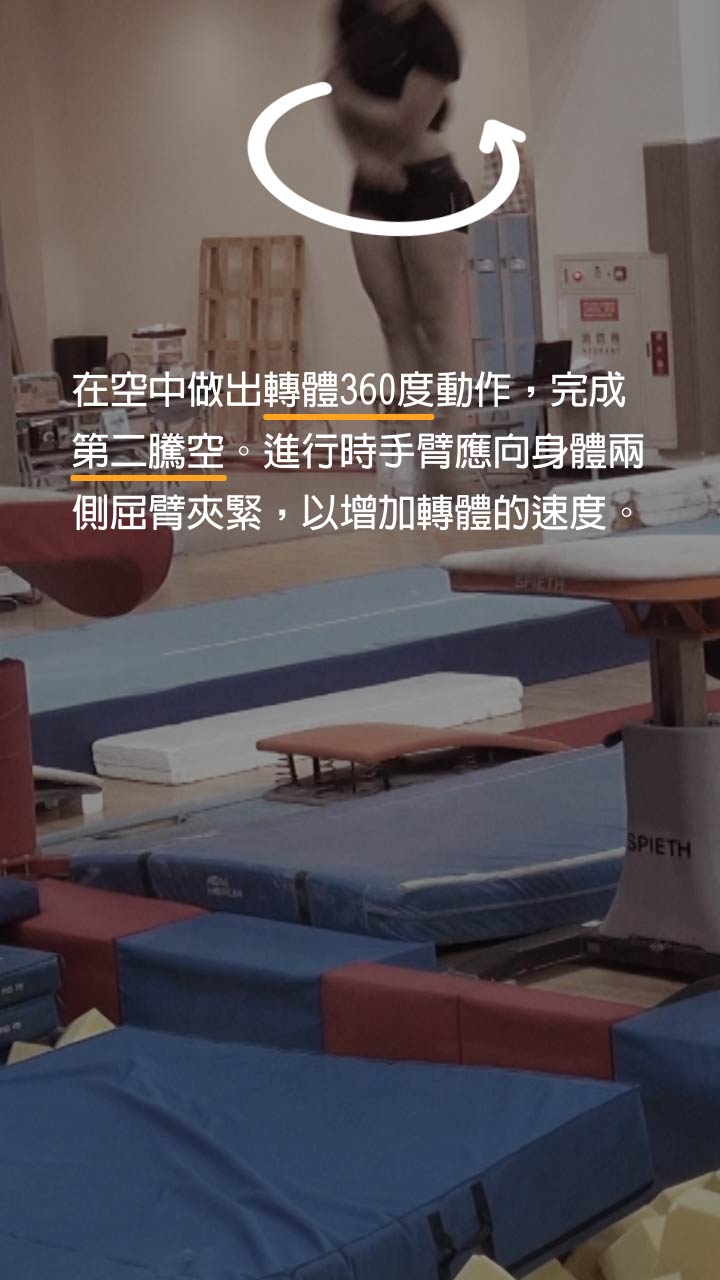 消防栓
HYDRANT
在空中做出轉體360度動作，完成
第二騰空。進行時手臂應向身體兩
側屈臂夾緊，以增加轉體的速度。
SPIETH
SPIETH